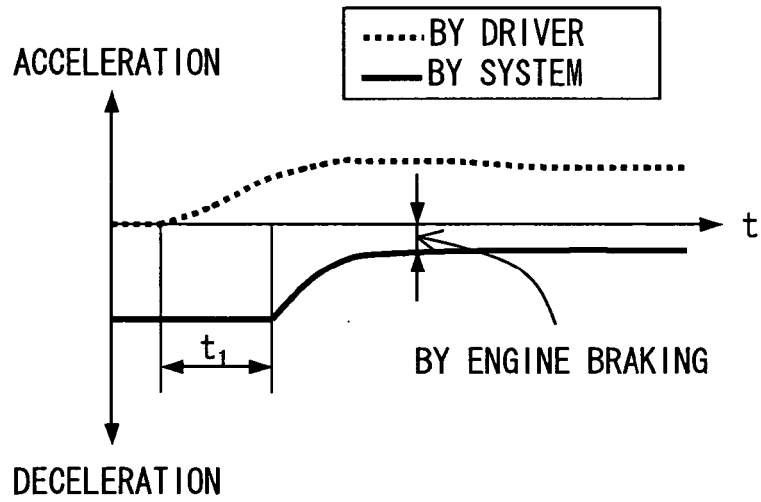 BY DRIVER
BY SYSTEM
ACCELERATION
t
t1
BY ENGINE BRAKING
DECELERATION